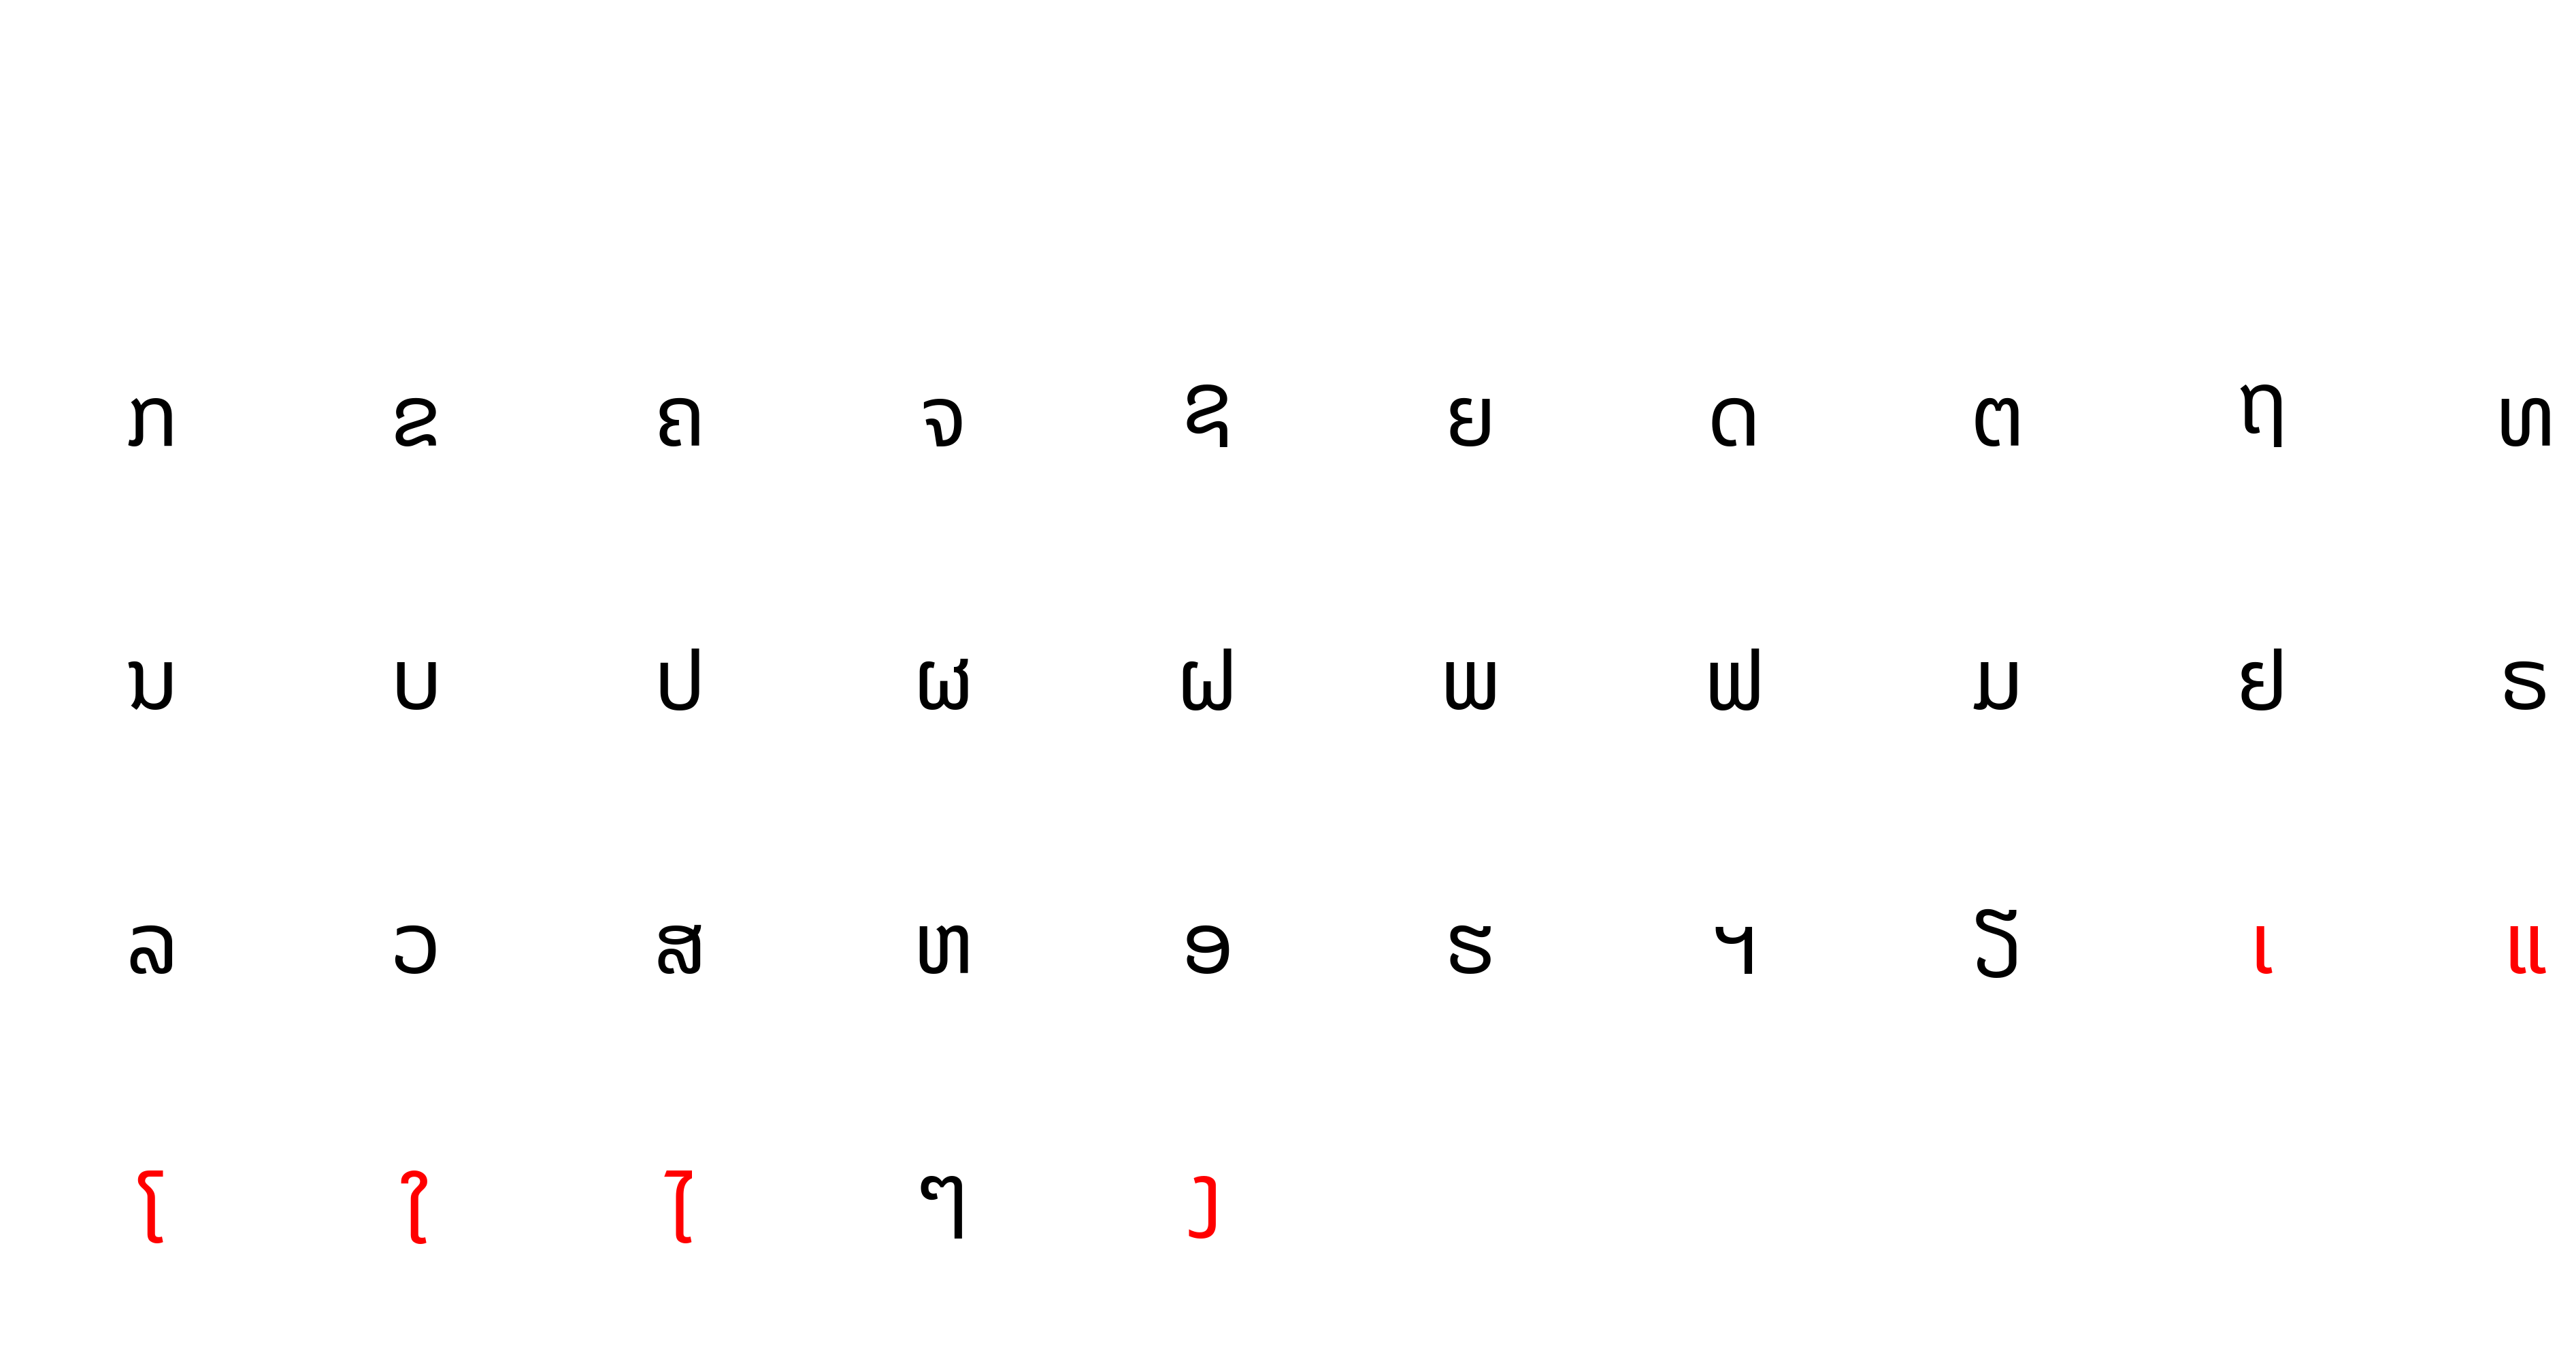 ກ ຂ ຄ ຈ ຊ ຍ ດ ຕ ຖ ທ
ນ ບ ປ ຜ ຝ ພ ຟ ມ ຢ ຣ
ລ ວ ສ ຫ ອ ຮ ຯ ຽ ເ ແ
ໂ ໃ ໄ ໆ ງ